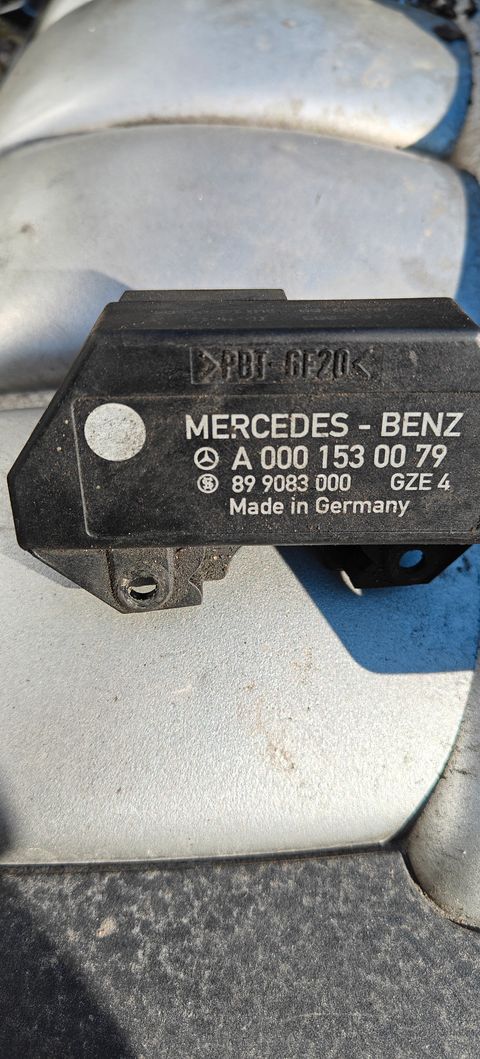 >PBT-GF20<
MERCEDES - BENZ
A 000 153 00 79
89 9083 000 GZE 4
Made in Germany